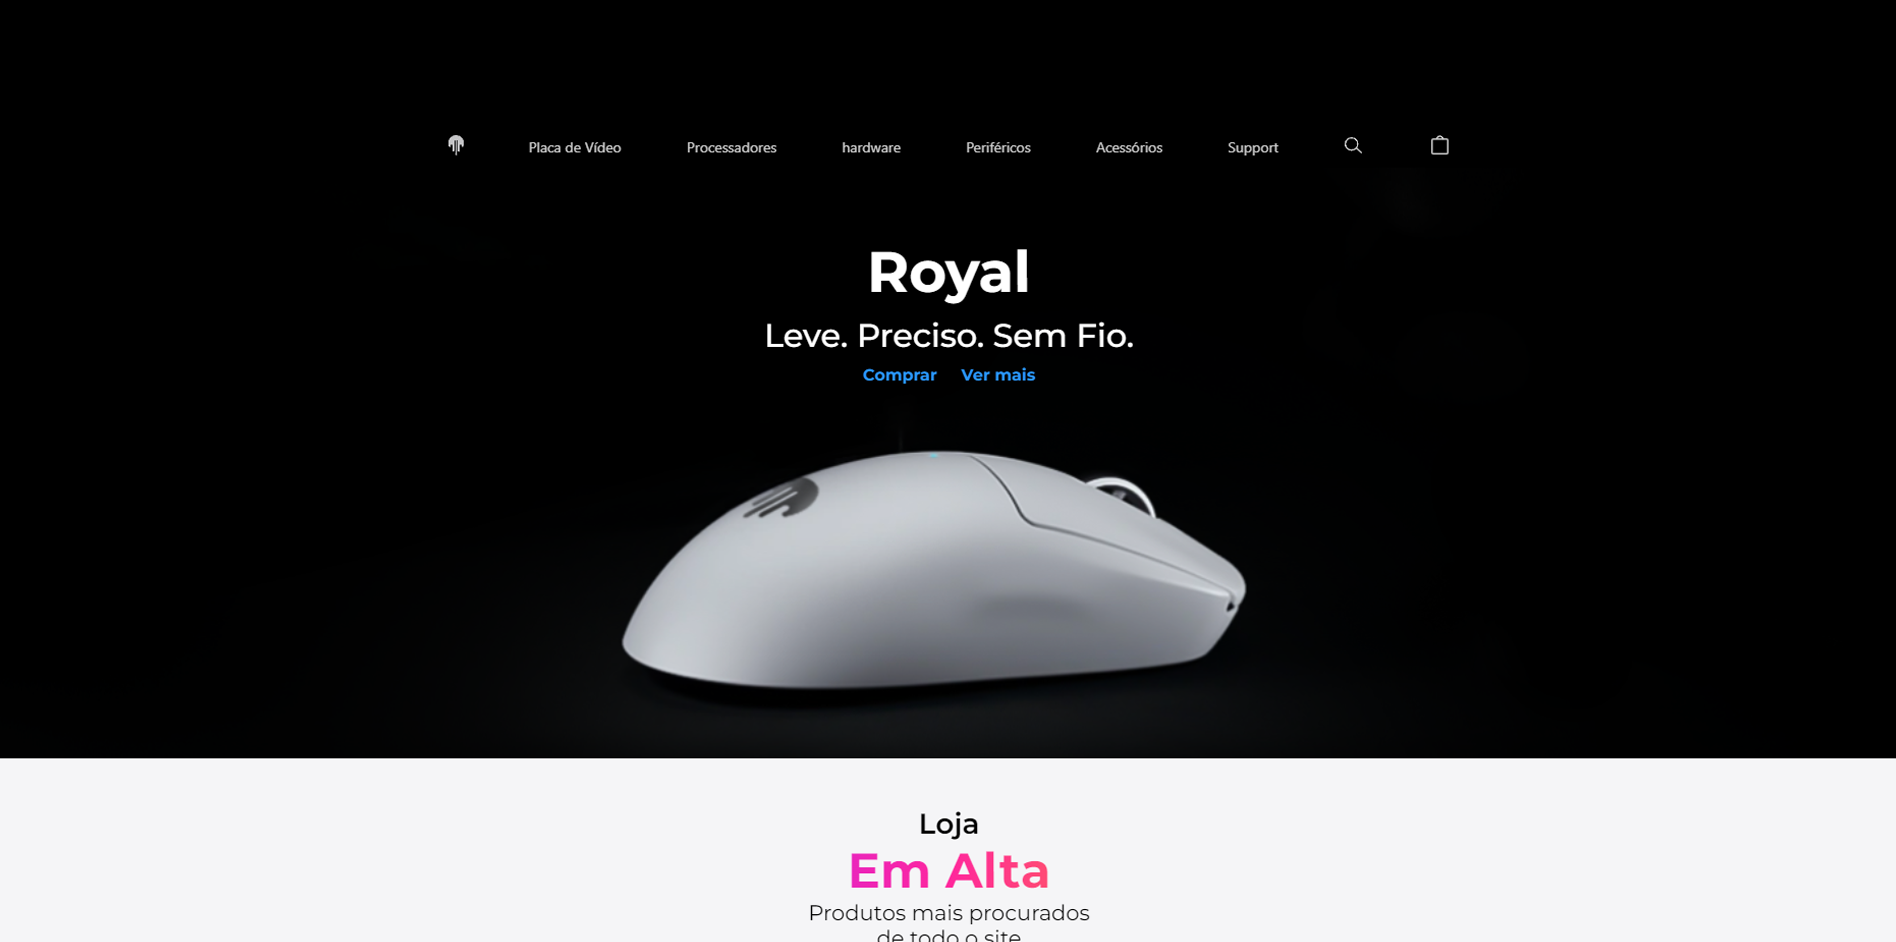 Placa de Vídeo Processadores hardware Periféricos Acessórios Support
Royal
Leve. Preciso. Sem Fio.
Comprar Ver mais
Loja
Em Alta
Produtos mais procurados
de todo o site